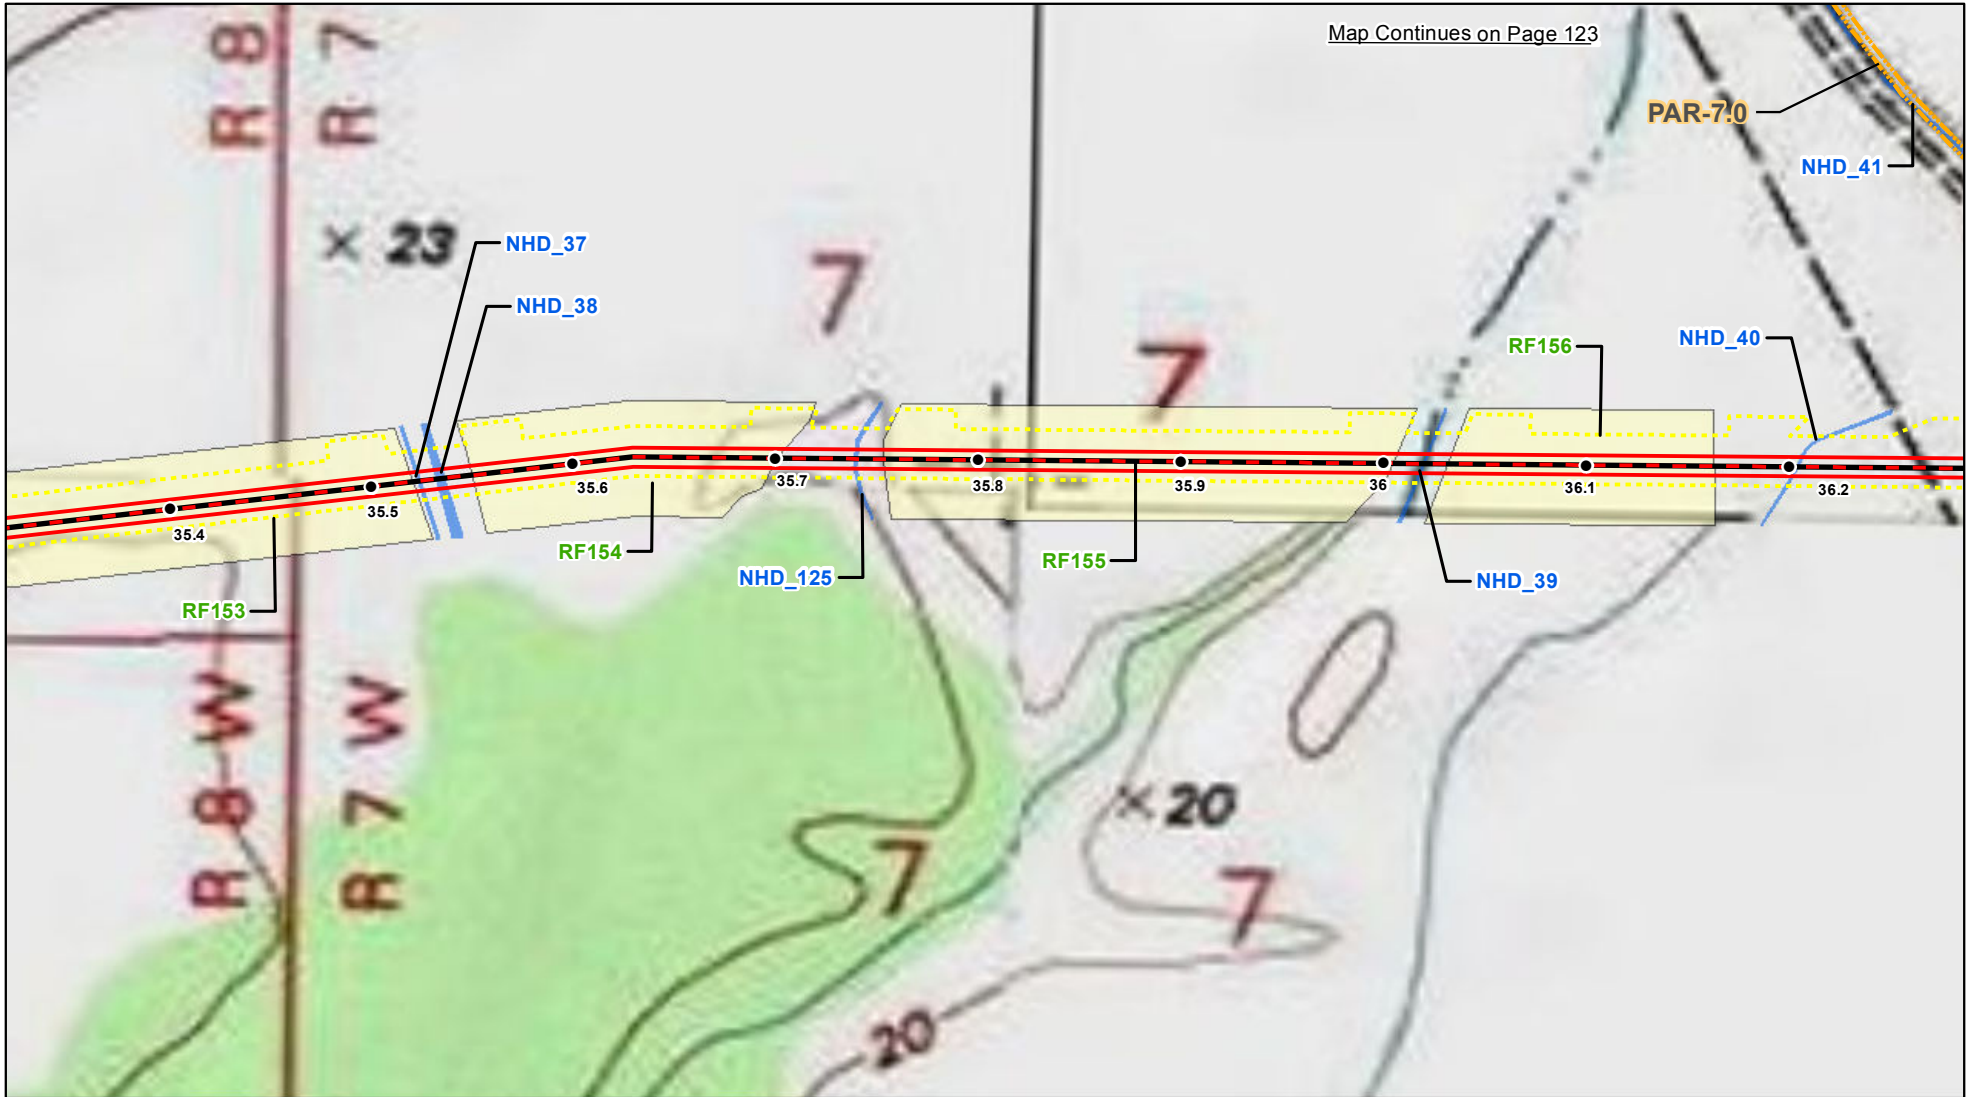 Map Continues on Page 123
R 8
R 7
PAR-7.0
NHD_41
× 23
NHD_37
NHD_38
7
7
RF156
NHD_40
35.4
35.5
35.6
35.7
35.8
35.9
36
36.1
36.2
RF153
RF154
NHD_125
RF155
NHD_39
R 8 W
R 7 W
× 20
7
7
20